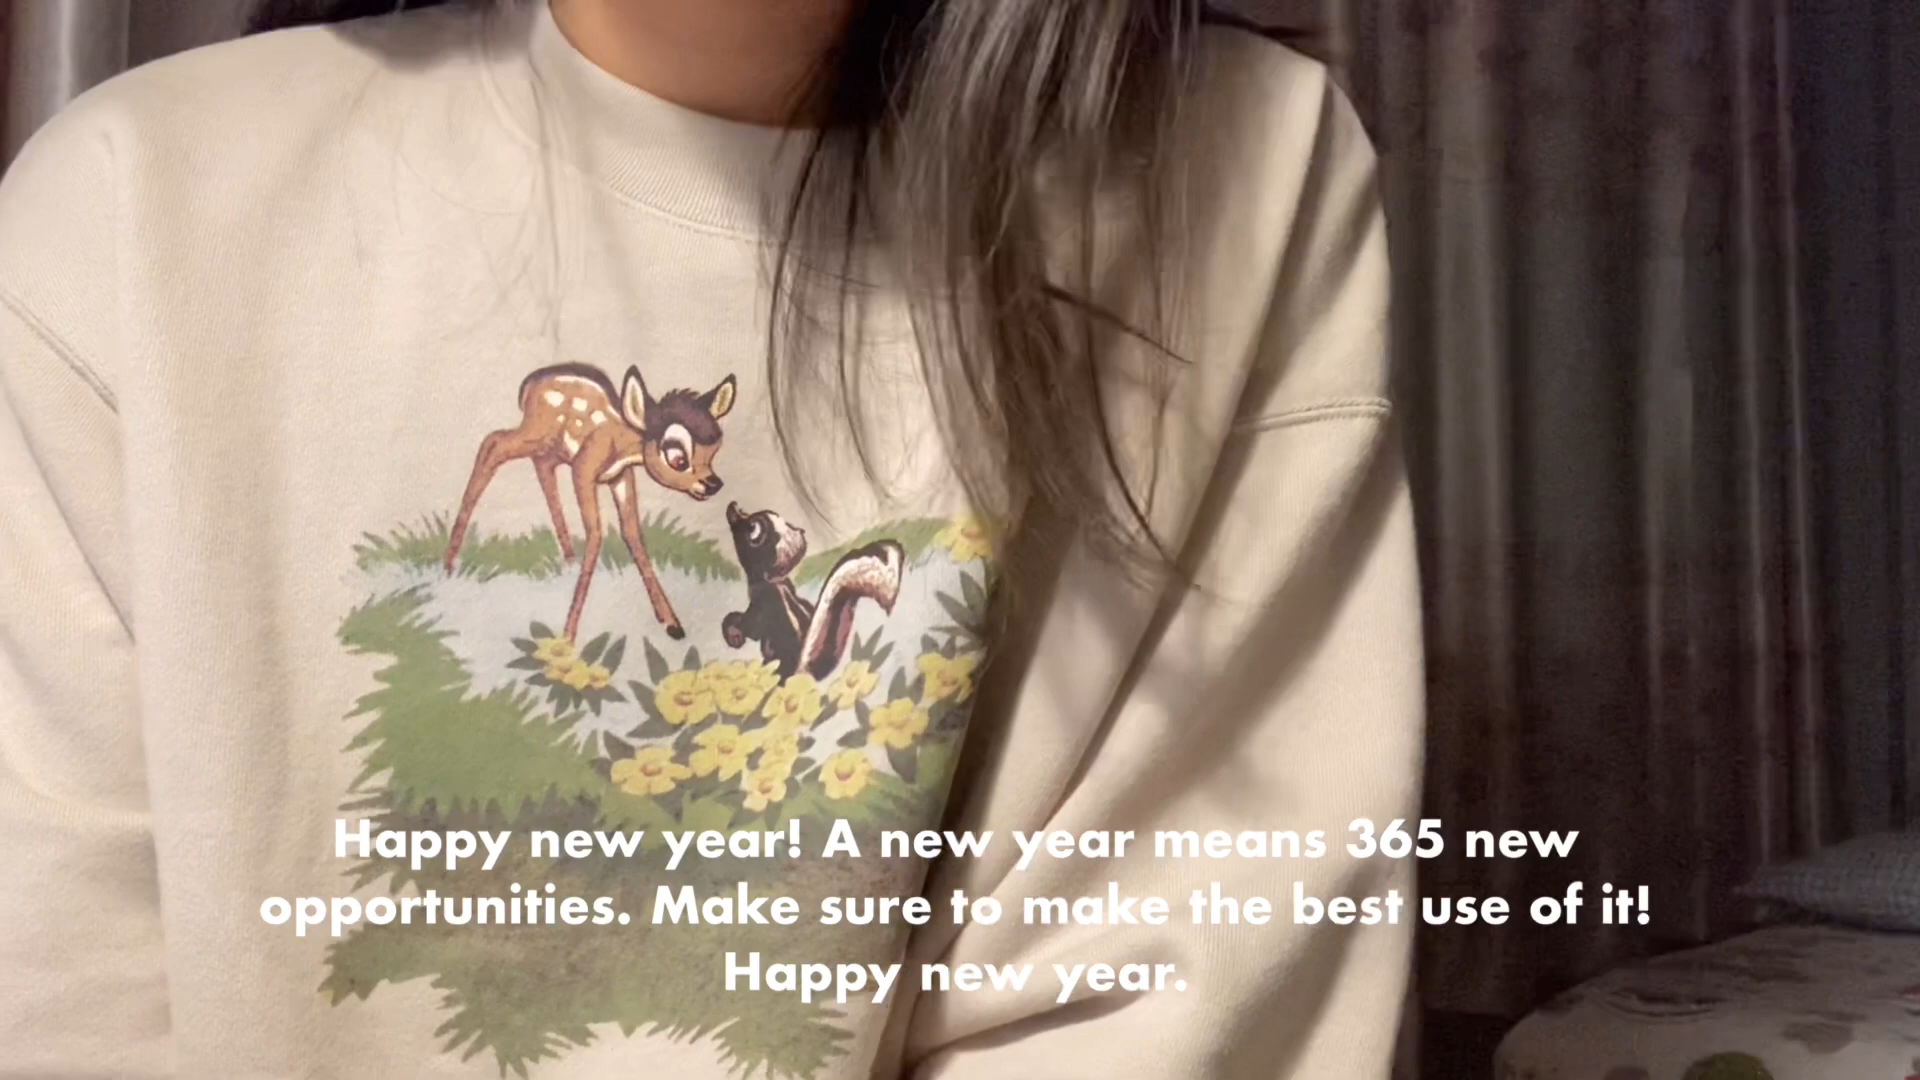 Happy new year! A new year means 365 new
opportunities. Make sure to make the best use of it!
Happy new year.